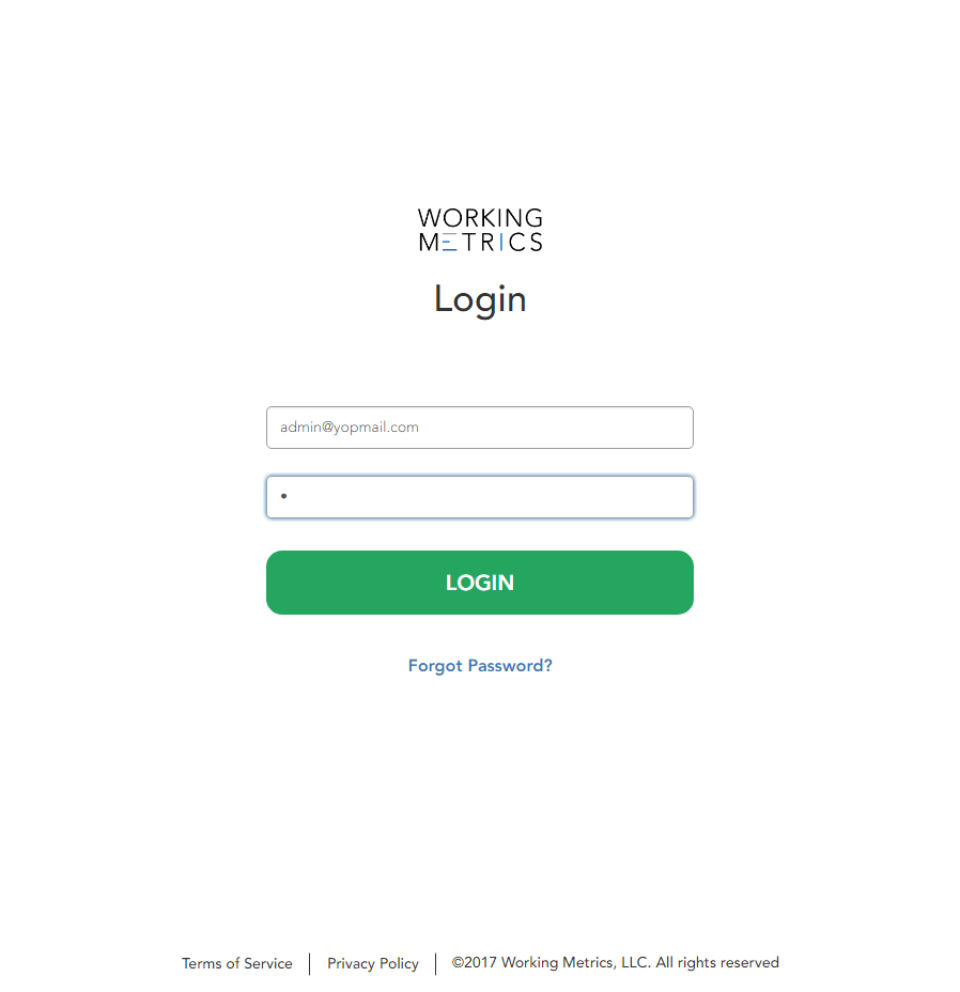 WORKING
METRICS
Login
admin@yopmail.com
•
LOGIN
Forgot Password?
Terms of Service | Privacy Policy | ©2017 Working Metrics, LLC. All rights reserved